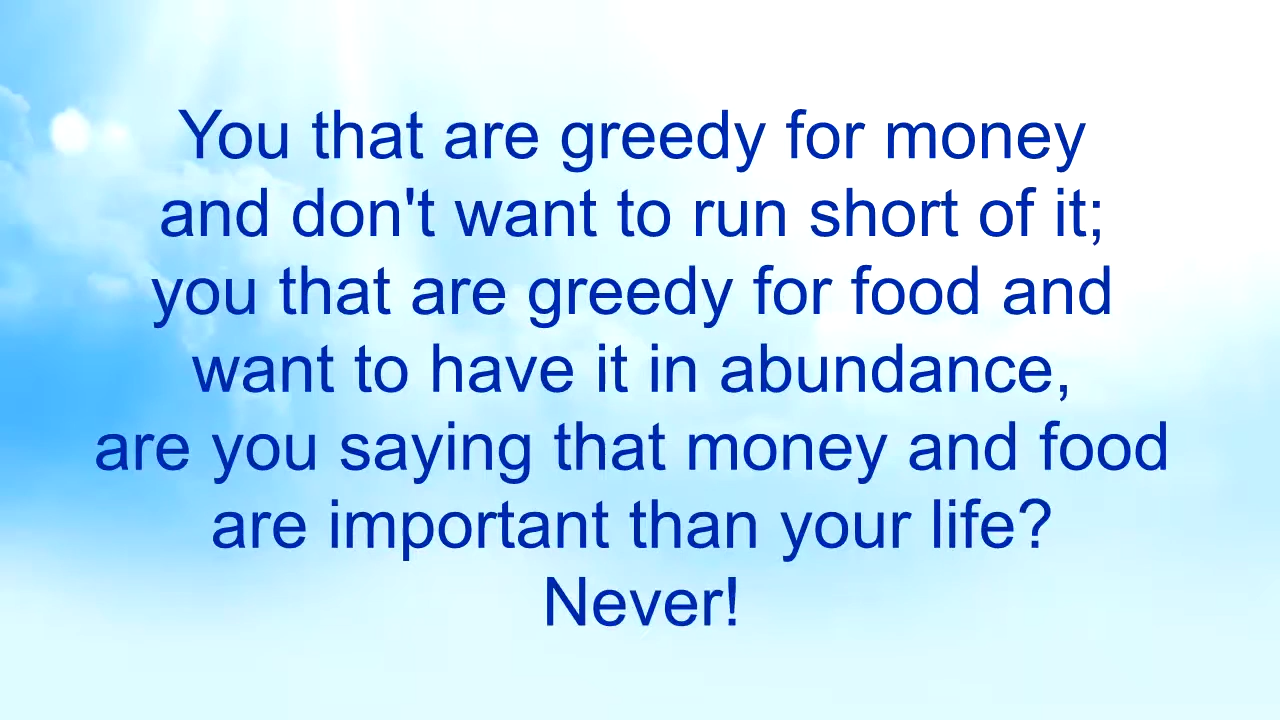 You that are greedy for money
and don't want to run short of it;
you that are greedy for food and
want to have it in abundance,
are you saying that money and food
are important than your life?
Never!